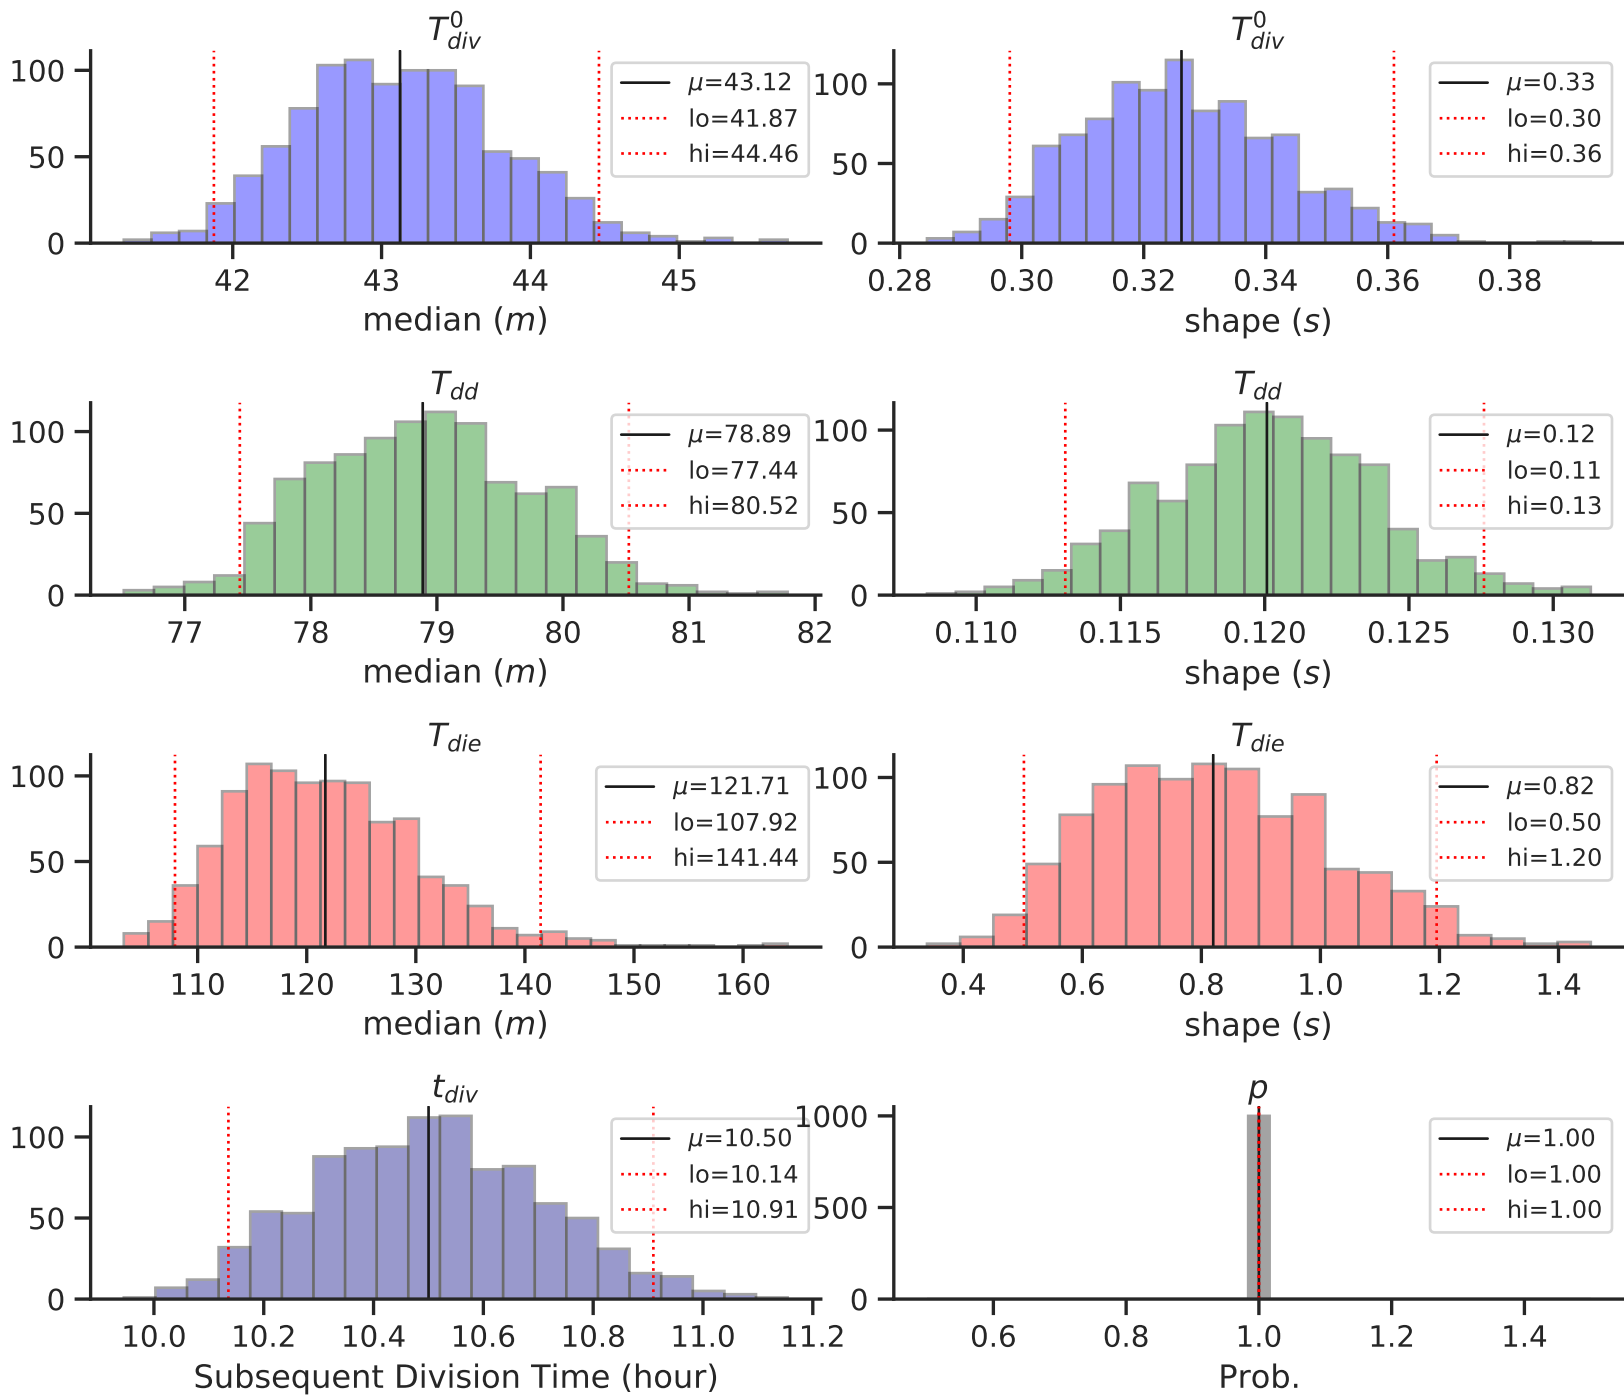 T⁰div
100
50
0
μ=43.12
lo=41.87
hi=44.46
42 43 44 45
median (m)
T⁰div
100
50
0
μ=0.33
lo=0.30
hi=0.36
0.28 0.30 0.32 0.34 0.36 0.38
shape (s)
Tdd
100
50
0
μ=78.89
lo=77.44
hi=80.52
77 78 79 80 81 82
median (m)
Tdd
100
50
0
μ=0.12
lo=0.11
hi=0.13
0.110 0.115 0.120 0.125 0.130
shape (s)
Tdie
100
50
0
μ=121.71
lo=107.92
hi=141.44
110 120 130 140 150 160
median (m)
Tdie
100
50
0
μ=0.82
lo=0.50
hi=1.20
0.4 0.6 0.8 1.0 1.2 1.4
shape (s)
tdiv
100
50
0
μ=10.50
lo=10.14
hi=10.91
10.0 10.2 10.4 10.6 10.8 11.0 11.2
Subsequent Division Time (hour)
p
1000
500
0
μ=1.00
lo=1.00
hi=1.00
0.6 0.8 1.0 1.2 1.4
Prob.